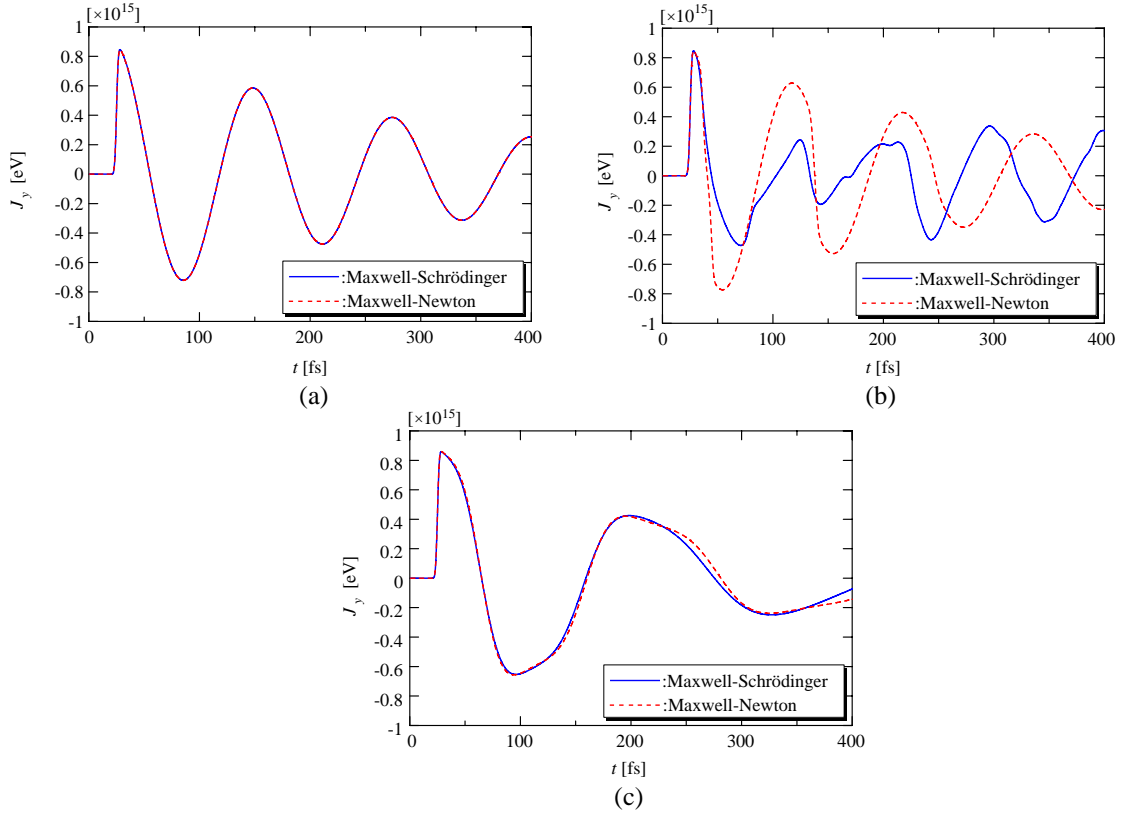 [×10^15]
1
0.8
0.6
0.4
0.2
0
-0.2
-0.4
-0.6
-0.8
-1
J_y [eV]
:Maxwell-Schrödinger
:Maxwell-Newton
0 100 200 300 400
t [fs]
(a)
[×10^15]
1
0.8
0.6
0.4
0.2
0
-0.2
-0.4
-0.6
-0.8
-1
J_y [eV]
:Maxwell-Schrödinger
:Maxwell-Newton
0 100 200 300 400
t [fs]
(b)
[×10^15]
1
0.8
0.6
0.4
0.2
0
-0.2
-0.4
-0.6
-0.8
-1
J_y [eV]
:Maxwell-Schrödinger
:Maxwell-Newton
0 100 200 300 400
t [fs]
(c)